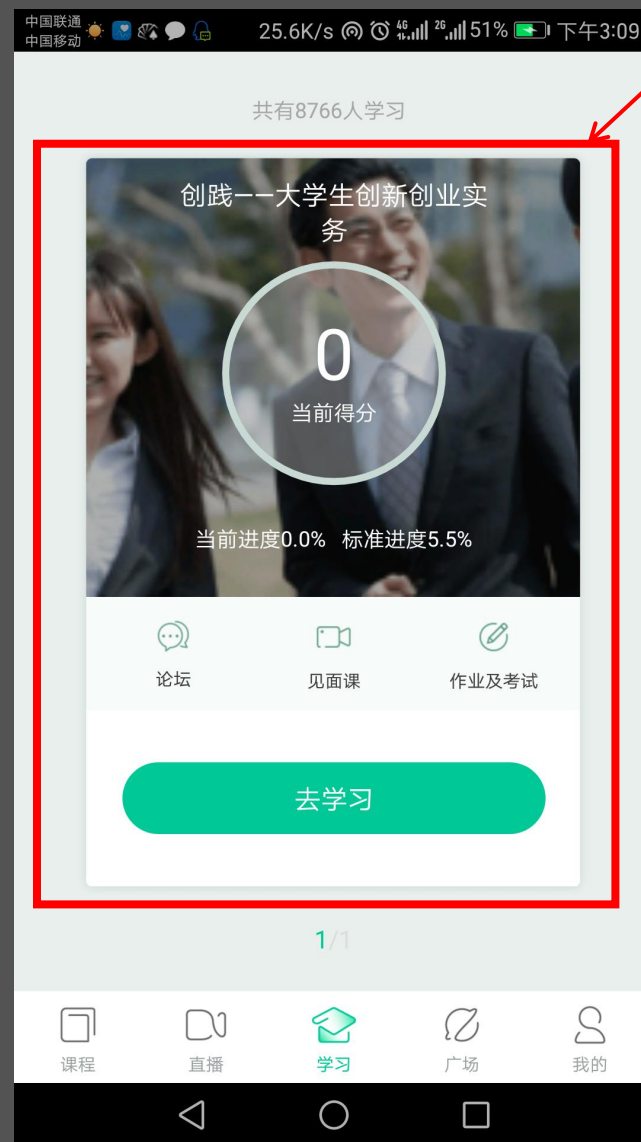 中国联通
中国移动
25.6K/s 4G 1X 2G 51% 下午3:09
共有8766人学习
创践——大学生创新创业实
务
0
当前得分
当前进度0.0% 标准进度5.5%
论坛 见面课 作业及考试
去学习
1/1
课程 直播 学习 广场 我的